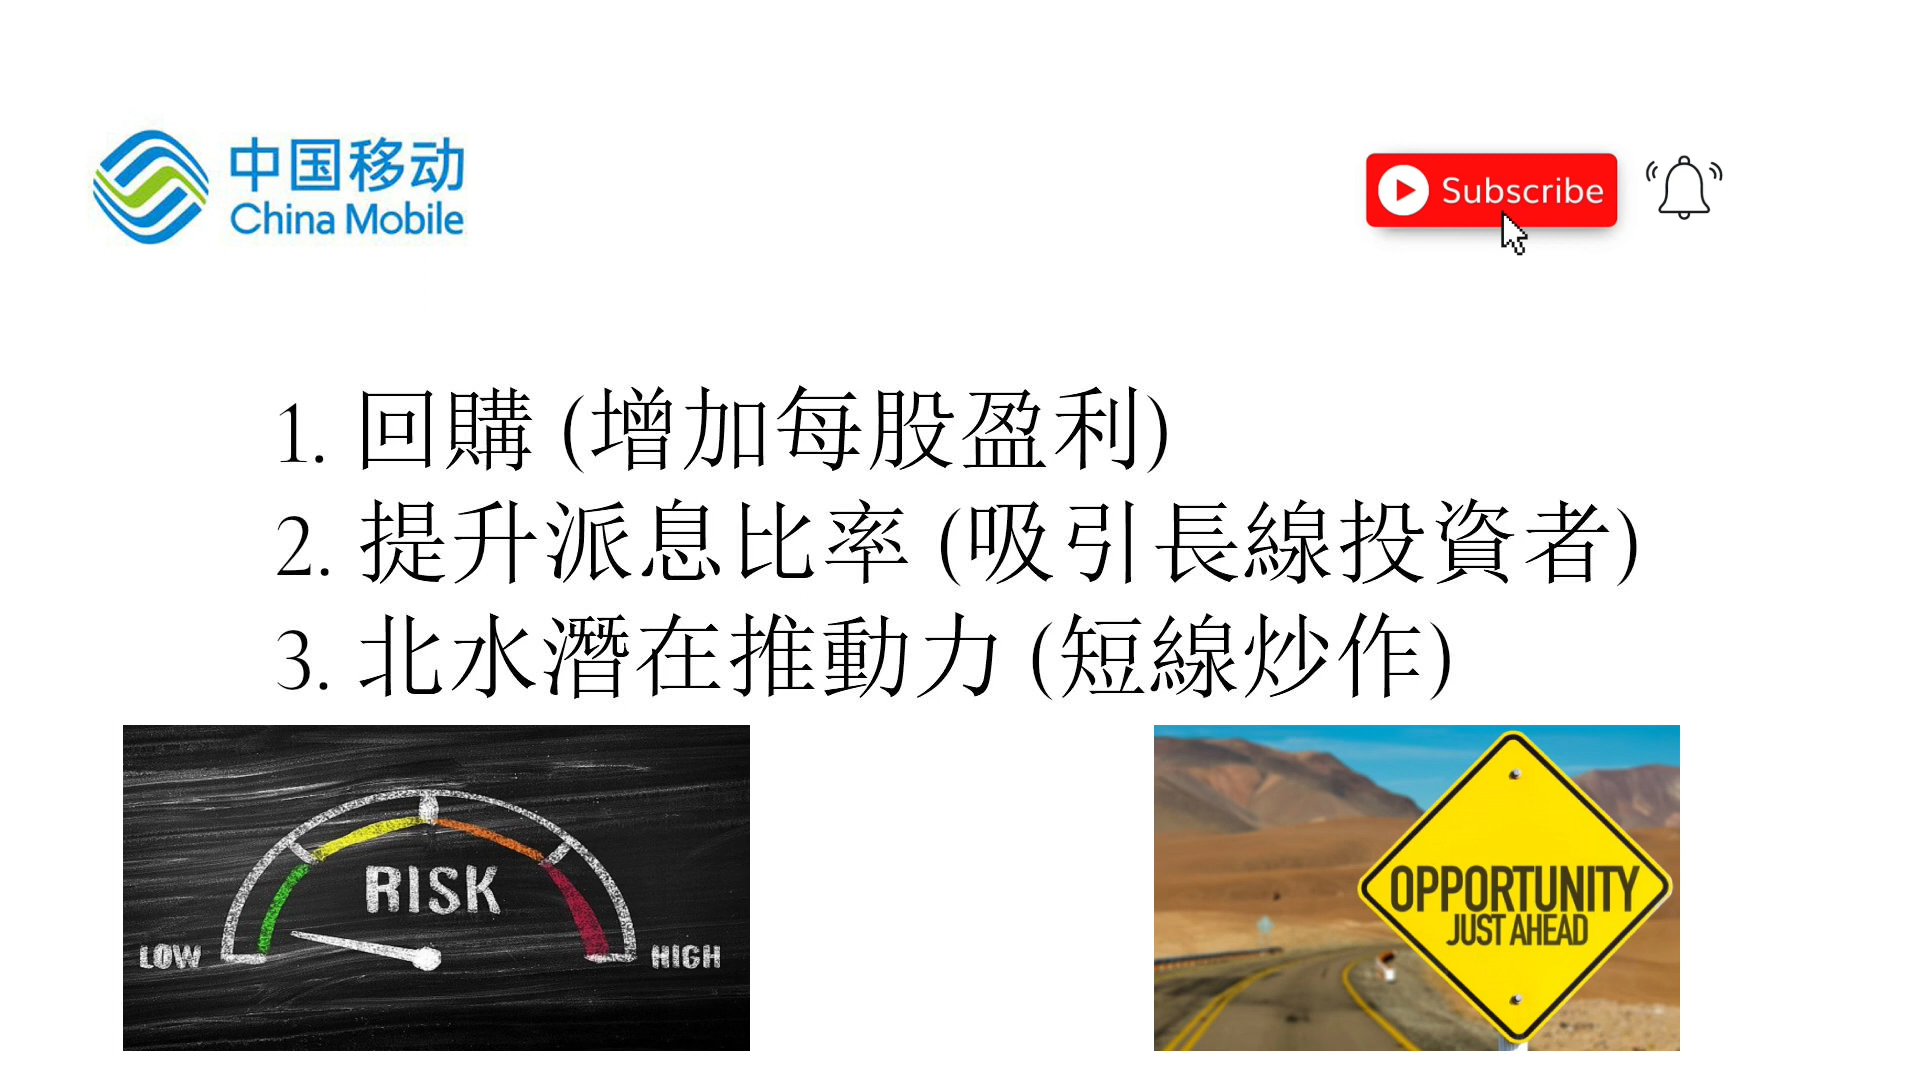 中国移动
China Mobile
Subscribe
1. 回購 (增加每股盈利)
2. 提升派息比率 (吸引長線投資者)
3. 北水潛在推動力 (短線炒作)
RISK
LOW
HIGH
OPPORTUNITY
JUST AHEAD